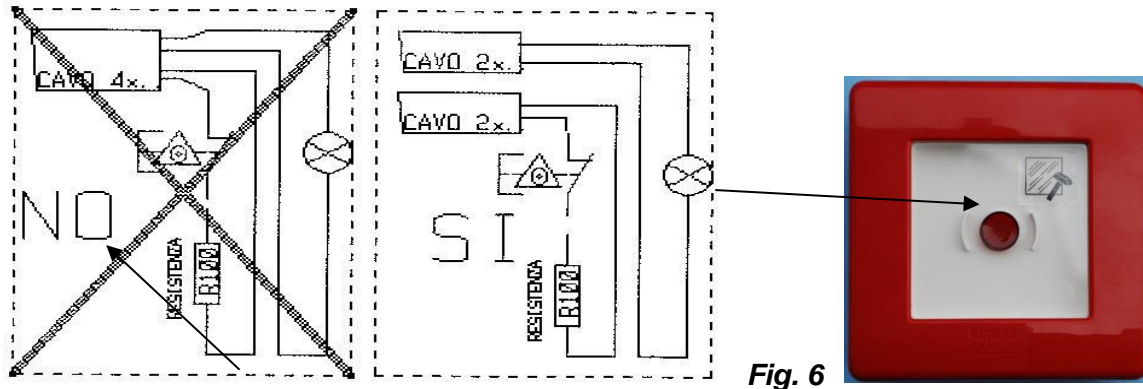 CAVO 4x.
NO
RESISTENZA
R100
CAVO 2x.
CAVO 2x.
SI
RESISTENZA
R100
Fig. 6